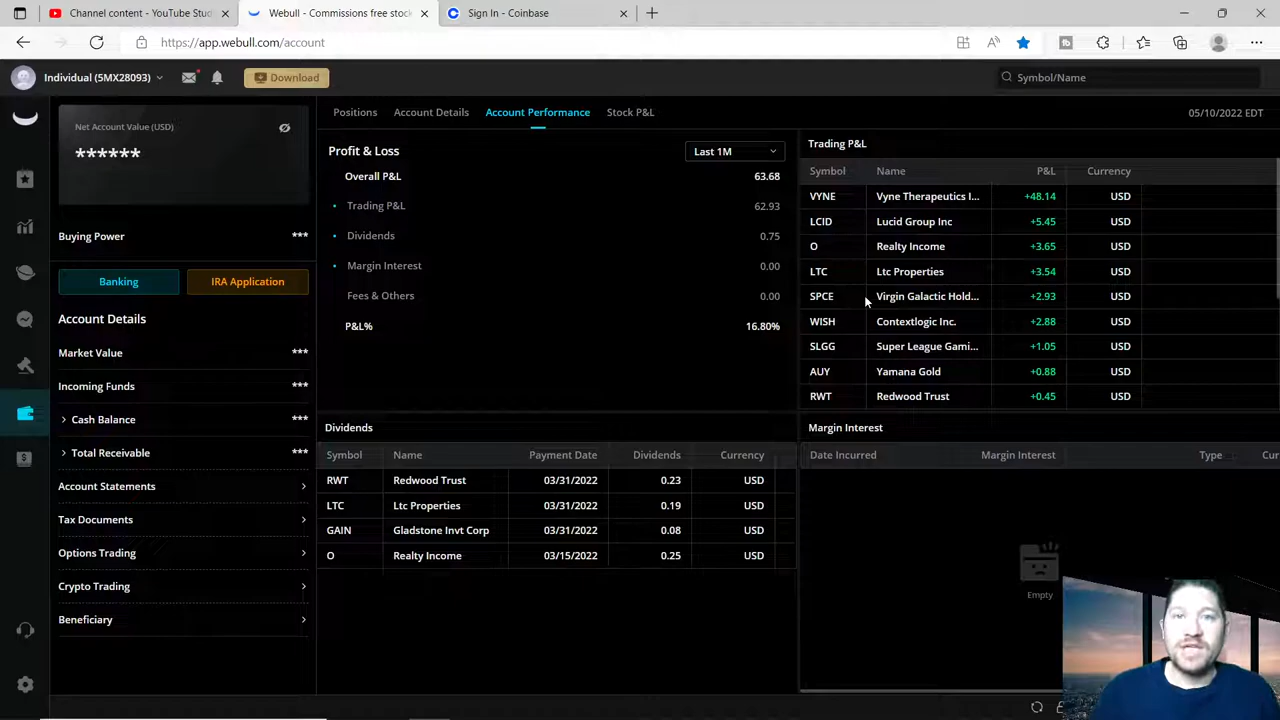 Channel content - YouTube Stud
Webull - Commissions free stock
Sign In - Coinbase
https://app.webull.com/account
Individual (5MX28093)
Download
Symbol/Name
Net Account Value (USD)
******
Buying Power ***
Banking
IRA Application
Account Details
Market Value ***
Incoming Funds ***
Cash Balance ***
Total Receivable ***
Account Statements
Tax Documents
Options Trading
Crypto Trading
Beneficiary
Positions Account Details Account Performance Stock P&L
05/10/2022 EDT
Profit & Loss
Last 1M
Overall P&L 63.68
Trading P&L 62.93
Dividends 0.75
Margin Interest 0.00
Fees & Others 0.00
P&L% 16.80%
Trading P&L
Symbol Name P&L Currency
VYNE Vyne Therapeutics I... +48.14 USD
LCID Lucid Group Inc +5.45 USD
O Realty Income +3.65 USD
LTC Ltc Properties +3.54 USD
SPCE Virgin Galactic Hold... +2.93 USD
WISH Contextlogic Inc. +2.88 USD
SLGG Super League Gami... +1.05 USD
AUY Yamana Gold +0.88 USD
RWT Redwood Trust +0.45 USD
Dividends
Symbol Name Payment Date Dividends Currency
RWT Redwood Trust 03/31/2022 0.23 USD
LTC Ltc Properties 03/31/2022 0.19 USD
GAIN Gladstone Invt Corp 03/31/2022 0.08 USD
O Realty Income 03/15/2022 0.25 USD
Margin Interest
Date Incurred Margin Interest Type Cur
Empty